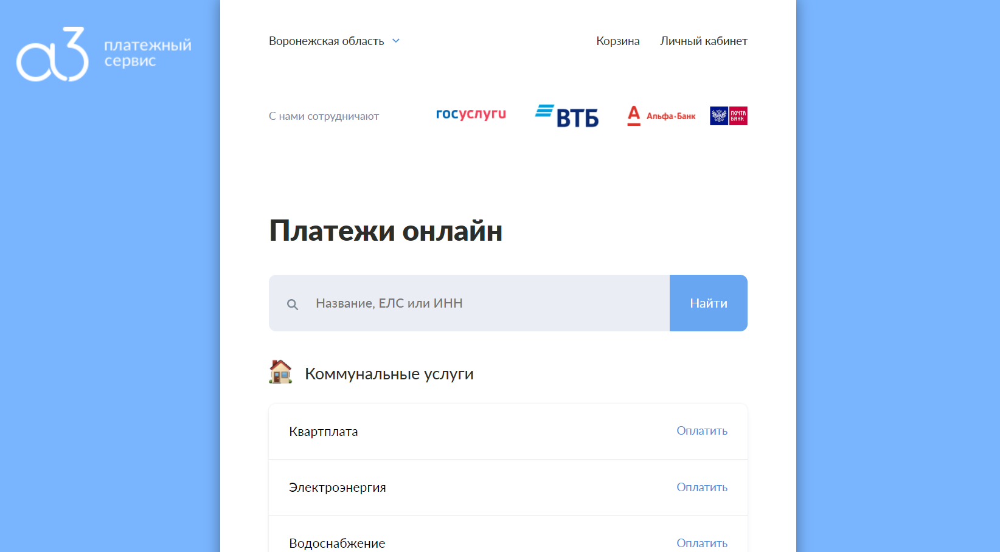 а3 платежный
сервис
Воронежская область
Корзина
Личный кабинет
С нами сотрудничают
госуслуги
ВТБ
Альфа·Банк
ПОЧТА
БАНК
Платежи онлайн
Название, ЕЛС или ИНН
Найти
Коммунальные услуги
Квартплата
Оплатить
Электроэнергия
Оплатить
Водоснабжение
Оплатить